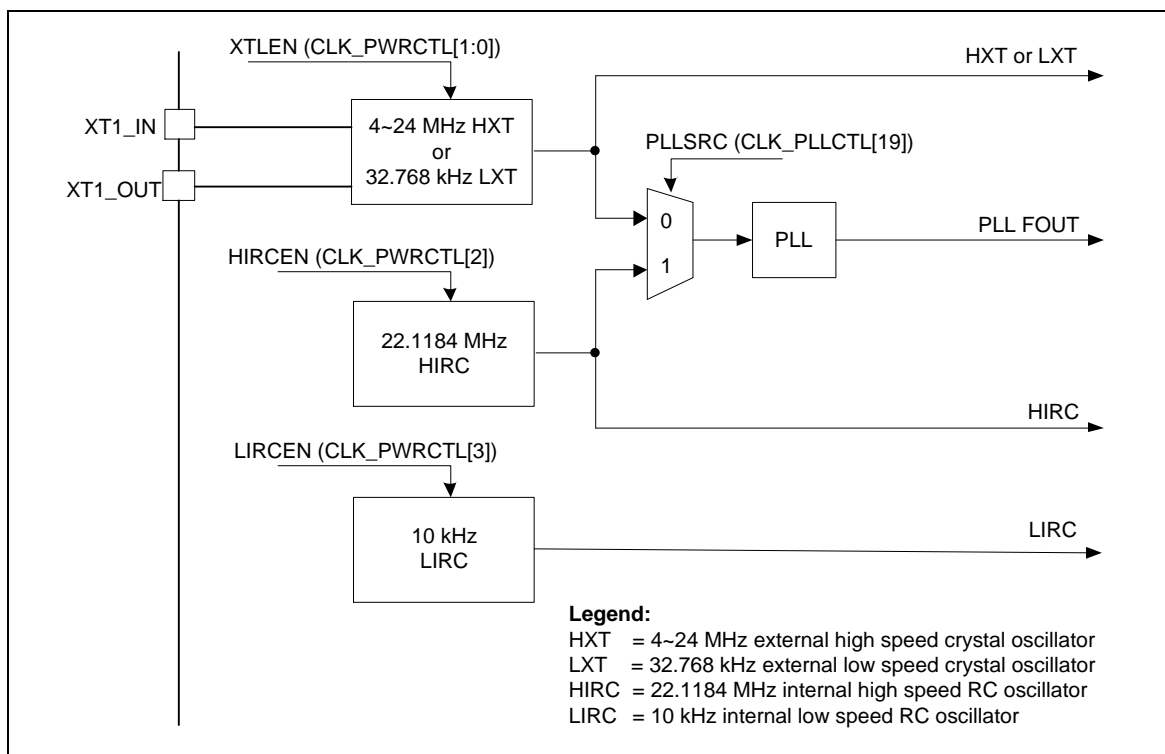 XTLEN (CLK_PWRCTL[1:0])
HXT or LXT
XT1_IN
4~24 MHz HXT
or
32.768 kHz LXT
PLLSRC (CLK_PLLCTL[19])
XT1_OUT
0
1
PLL
PLL FOUT
HIRCEN (CLK_PWRCTL[2])
22.1184 MHz
HIRC
HIRC
LIRCEN (CLK_PWRCTL[3])
10 kHz
LIRC
LIRC
Legend:
HXT = 4~24 MHz external high speed crystal oscillator
LXT = 32.768 kHz external low speed crystal oscillator
HIRC = 22.1184 MHz internal high speed RC oscillator
LIRC = 10 kHz internal low speed RC oscillator